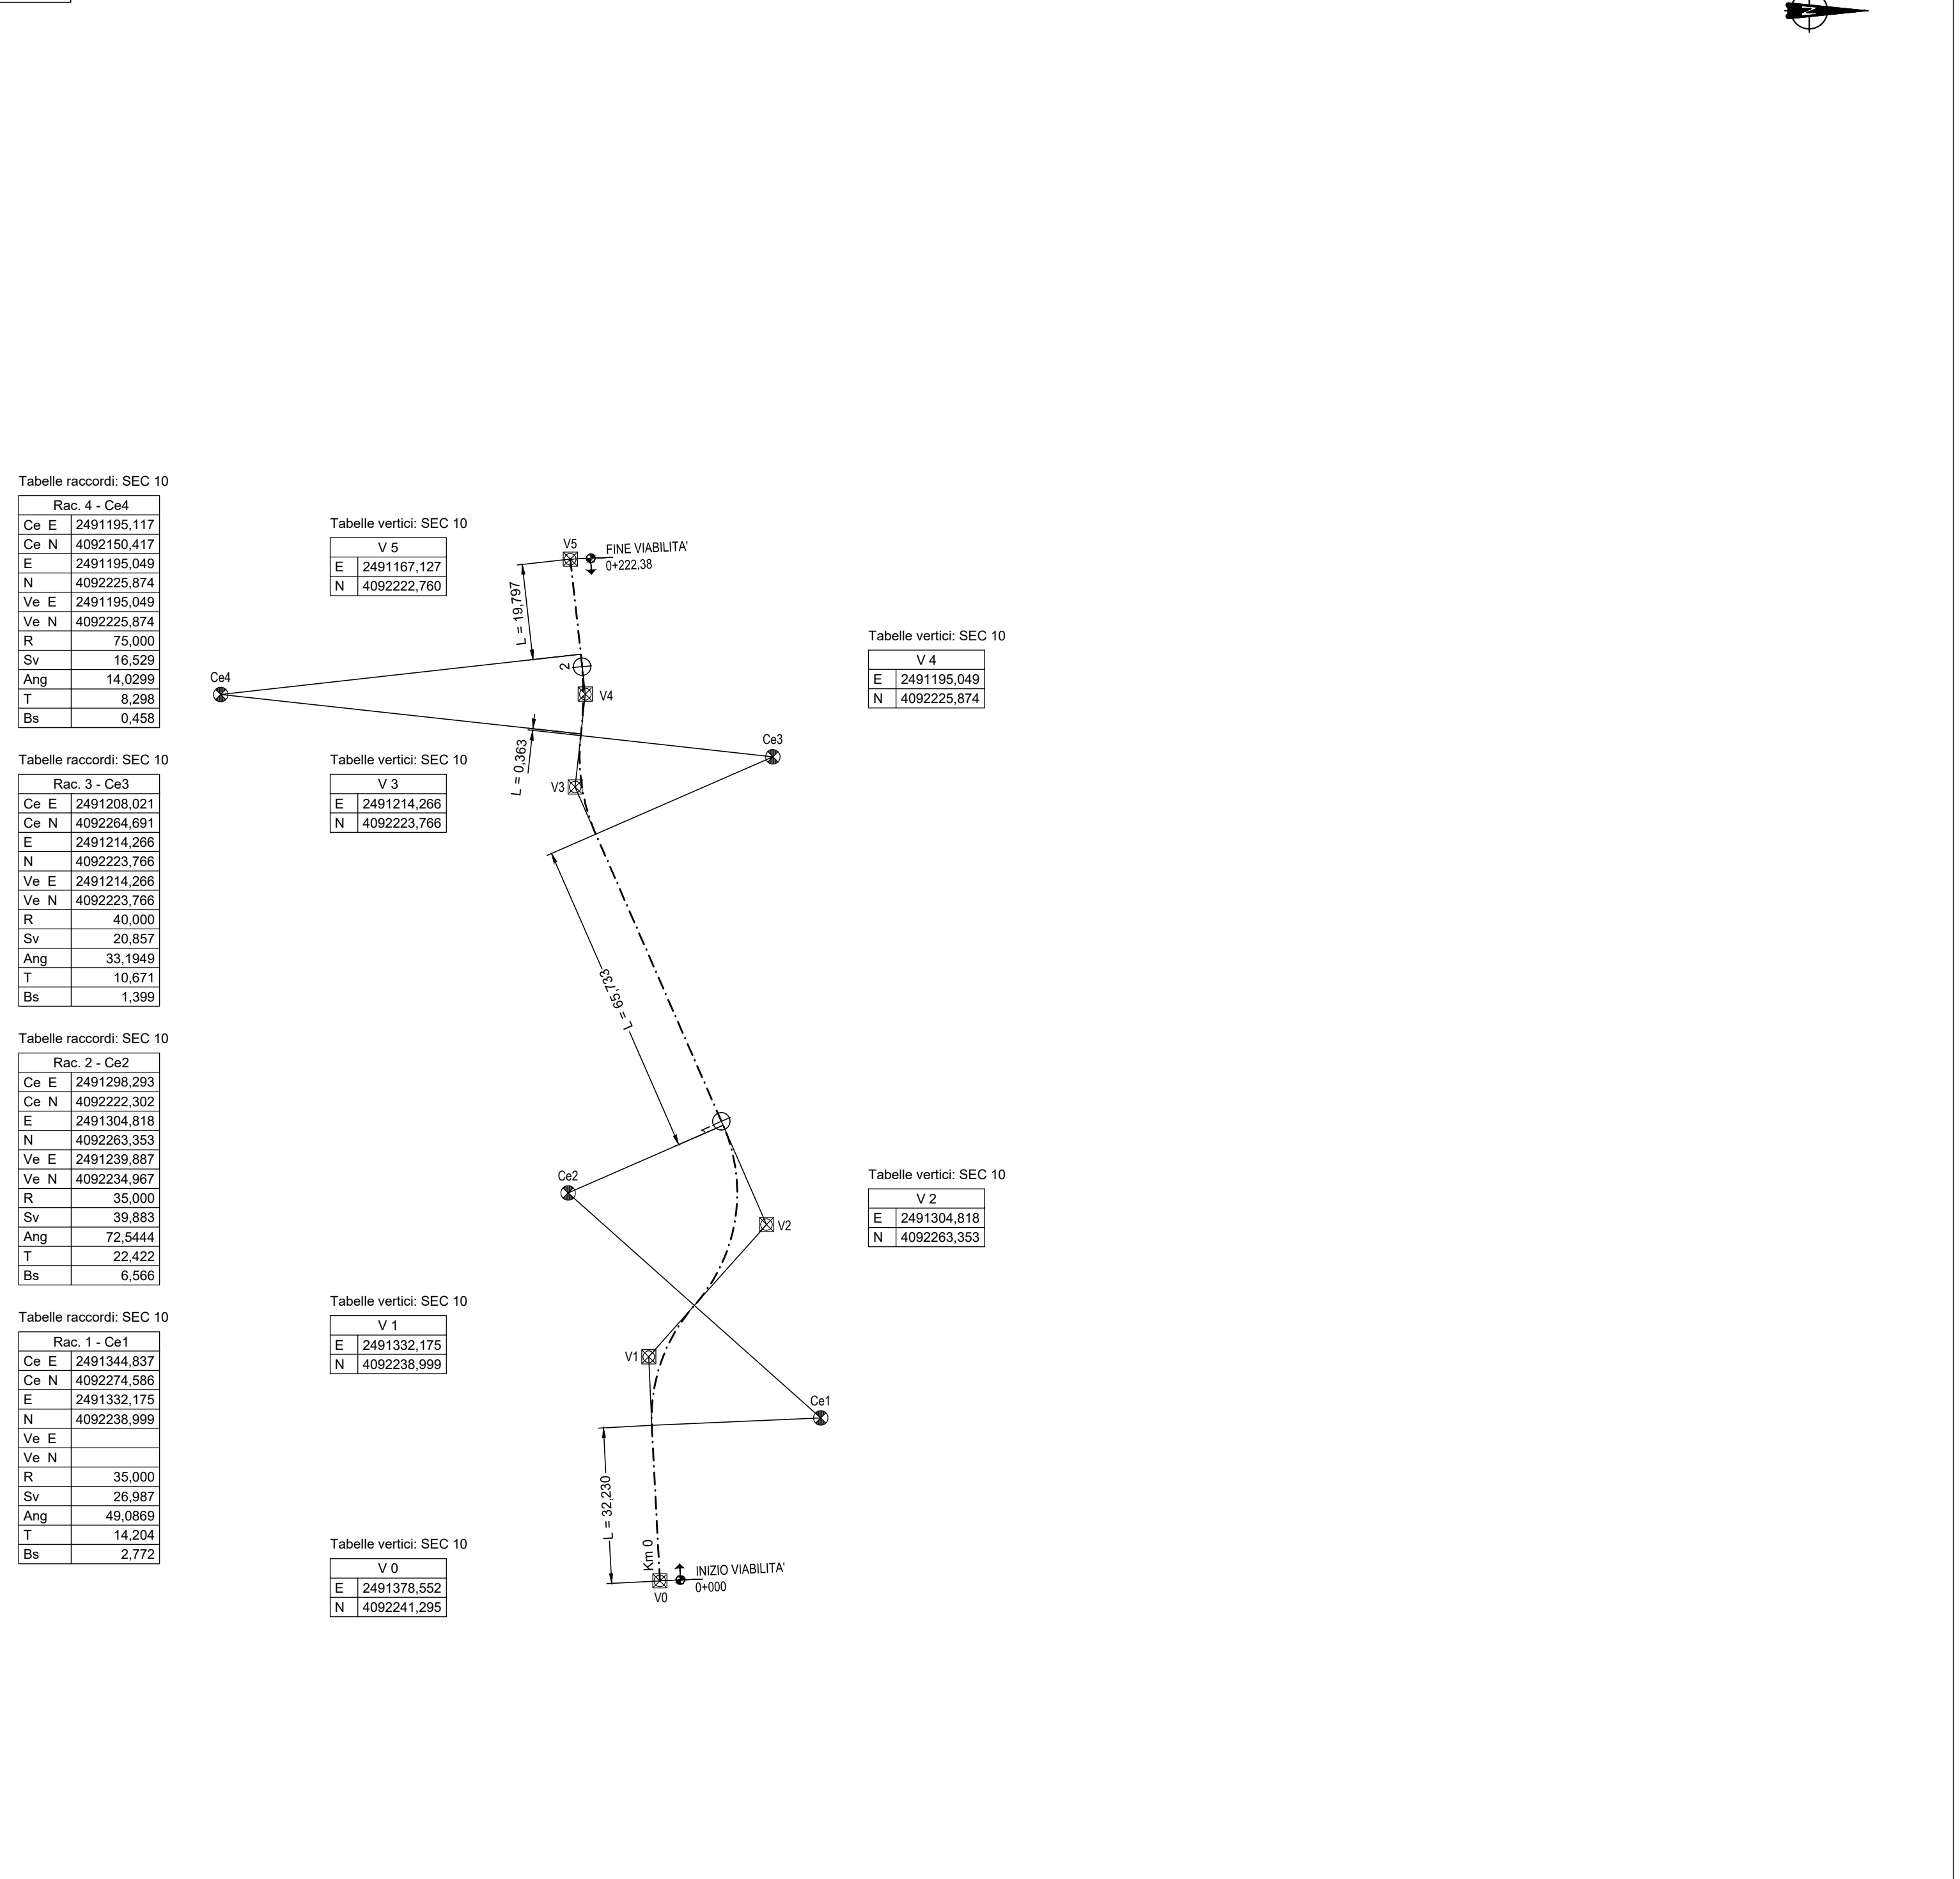 N
Tabelle raccordi: SEC 10
Rac. 4 - Ce4
Ce E 2491195,117
Ce N 4092150,417
E 2491195,049
N 4092225,874
Ve E 2491195,049
Ve N 4092225,874
R 75,000
Sv 16,529
Ang 14,0299
T 8,298
Bs 0,458
Tabelle raccordi: SEC 10
Rac. 3 - Ce3
Ce E 2491208,021
Ce N 4092264,691
E 2491214,266
N 4092223,766
Ve E 2491214,266
Ve N 4092223,766
R 40,000
Sv 20,857
Ang 33,1949
T 10,671
Bs 1,399
Tabelle raccordi: SEC 10
Rac. 2 - Ce2
Ce E 2491298,293
Ce N 4092222,302
E 2491304,818
N 4092263,353
Ve E 2491239,887
Ve N 4092234,967
R 35,000
Sv 39,883
Ang 72,5444
T 22,422
Bs 6,566
Tabelle raccordi: SEC 10
Rac. 1 - Ce1
Ce E 2491344,837
Ce N 4092274,586
E 2491332,175
N 4092238,999
Ve E
Ve N
R 35,000
Sv 26,987
Ang 49,0869
T 14,204
Bs 2,772
Tabelle vertici: SEC 10
V 5
E 2491167,127
N 4092222,760
Tabelle vertici: SEC 10
V 3
E 2491214,266
N 4092223,766
Tabelle vertici: SEC 10
V 1
E 2491332,175
N 4092238,999
Tabelle vertici: SEC 10
V 0
E 2491378,552
N 4092241,295
V5
FINE VIABILITA'
0+222.38
L = 19,797
2
Ce4
V4
L = 0,363
Ce3
V3
L = 65,733
1
Ce2
V2
V1
Ce1
L = 32,230
Km 0
INIZIO VIABILITA'
0+000
V0
Tabelle vertici: SEC 10
V 4
E 2491195,049
N 4092225,874
Tabelle vertici: SEC 10
V 2
E 2491304,818
N 4092263,353